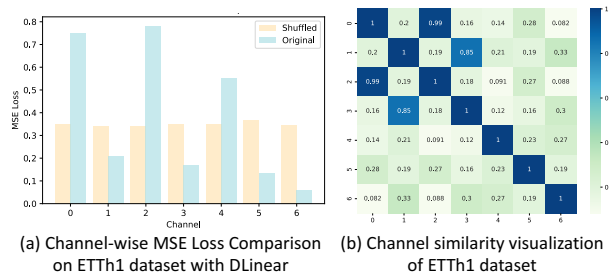 Shuffled
Original
MSE Loss
0.8
0.7
0.6
0.5
0.4
0.3
0.2
0.1
0.0
0 1 2 3 4 5 6
Channel
(a) Channel-wise MSE Loss Comparison
on ETTh1 dataset with DLinear
0 1 0.2 0.99 0.16 0.14 0.28 0.082
1 0.2 1 0.19 0.85 0.21 0.19 0.33
2 0.99 0.19 1 0.18 0.091 0.27 0.088
3 0.16 0.85 0.18 1 0.12 0.16 0.3
4 0.14 0.21 0.091 0.12 1 0.23 0.27
5 0.28 0.19 0.27 0.16 0.23 1 0.19
6 0.082 0.33 0.088 0.3 0.27 0.19 1
0 1 2 3 4 5 6
(b) Channel similarity visualization
of ETTh1 dataset